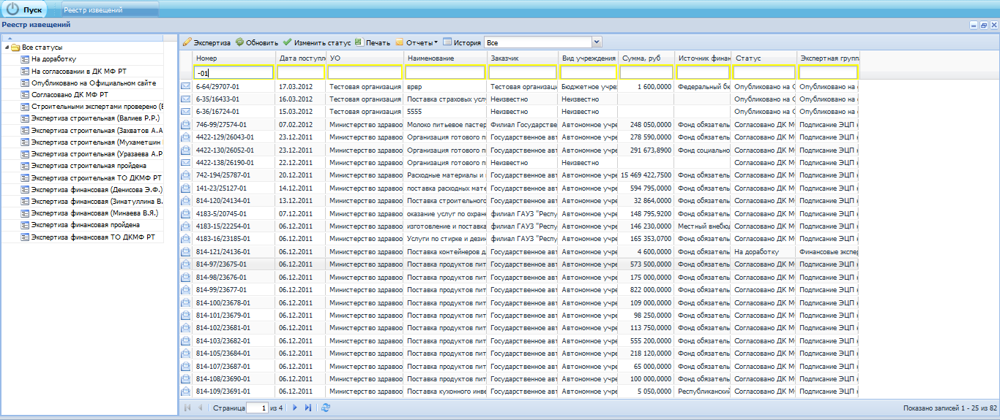 Пуск Реестр извещений
Реестр извещений
Экспертиза Обновить Изменить статус Печать Отчеты История Все
Все статусы
На доработку
На согласовании в ДК МФ РТ
Опубликовано на Официальном сайте
Согласовано ДК МФ РТ
Строительными экспертами проверено (В
Экспертиза строительная (Валиев Р.Р.)
Экспертиза строительная (Захватов А.А
Экспертиза строительная (Мухаметшин
Экспертиза строительная (Уразаева А.Р
Экспертиза строительная пройдена
Экспертиза строительная ТО ДКМФ РТ
Экспертиза финансовая (Денисова Э.Ф.)
Экспертиза финансовая (Зинатуллина В.
Экспертиза финансовая (Минаева В.Я.)
Экспертиза финансовая пройдена
Экспертиза финансовая ТО ДКМФ РТ
Номер Дата поступл УО Наименование Заказчик Вид учреждения Сумма, руб Источник финан Статус Экспертная групп
-01
6-64/29707-01 17.03.2012 Тестовая организация врвр Тестовая организаци Бюджетное учре 1 600,0000 Федеральный бю Опубликовано на О Опубликовано на
6-35/16433-01 16.03.2012 Тестовая организация Поставка страховых усл Неизвестно Неизвестно Опубликовано на О Опубликовано на
6-36/16724-01 15.03.2012 Тестовая организация 5555 Неизвестно Неизвестно Опубликовано на О Опубликовано на
746-99/27574-01 07.02.2012 Министерство здравоо Молоко питьевое пастер Филиал Государстве Автономное учре 248 050,0000 Фонд обязатель Согласовано ДК М Подписание ЭЦП
4422-129/26043-01 23.12.2011 Министерство здравоо Организация готового п Государственное авт Автономное учре 278 590,0000 Фонд обязатель Согласовано ДК М Подписание ЭЦП
4422-130/26052-01 23.12.2011 Министерство здравоо Организация готового п Государственное авт Автономное учре 291 673,8900 Фонд социально Согласовано ДК М Подписание ЭЦП
4422-138/26190-01 22.12.2011 Министерство здравоо Организация готового п Неизвестно Неизвестно Согласовано ДК М Подписание ЭЦП
742-194/25787-01 20.12.2011 Министерство здравоо Расходные материалы и Государственное авт Автономное учре 15 469 422,7500 Фонд обязатель Согласовано ДК М Подписание ЭЦП
141-23/25127-01 14.12.2011 Министерство здравоо поставка расходных мате Государственное авт Автономное учре 594 795,0000 Фонд обязатель Согласовано ДК М Подписание ЭЦП
814-120/24134-01 13.12.2011 Министерство здравоо Поставка строительного Государственное авт Автономное учре 32 864,0000 Фонд обязатель Согласовано ДК М Подписание ЭЦП
4183-5/20745-01 07.12.2011 Министерство здравоо оказание услуг по охране филиал ГАУЗ "Респу Автономное учре 148 795,9200 Фонд обязатель Согласовано ДК М Подписание ЭЦП
4183-15/22254-01 06.12.2011 Министерство здравоо изготовление и поставка филиал ГАУЗ "Респу Автономное учре 146 230,0000 Местный внебюд Согласовано ДК М Подписание ЭЦП
4183-16/23185-01 06.12.2011 Министерство здравоо Услуги по стирке и дезин филиал ГАУЗ "Респу Автономное учре 165 353,0700 Фонд обязатель Согласовано ДК М Подписание ЭЦП
814-121/24136-01 06.12.2011 Министерство здравоо Поставка контейнеров д Государственное авт Автономное учре 4 600,0000 Фонд обязатель На доработку Финансовые экспер
814-97/23675-01 06.12.2011 Министерство здравоо Поставка продуктов пит Государственное авт Автономное учре 573 500,0000 Фонд обязатель Согласовано ДК М Подписание ЭЦП
814-98/23676-01 06.12.2011 Министерство здравоо Поставка продуктов пит Государственное авт Автономное учре 175 000,0000 Фонд обязатель Согласовано ДК М Подписание ЭЦП
814-99/23677-01 06.12.2011 Министерство здравоо Поставка продуктов пит Государственное авт Автономное учре 822 000,0000 Фонд обязатель Согласовано ДК М Подписание ЭЦП
814-100/23678-01 06.12.2011 Министерство здравоо Поставка продуктов пит Государственное авт Автономное учре 109 000,0000 Фонд обязатель Согласовано ДК М Подписание ЭЦП
814-101/23679-01 06.12.2011 Министерство здравоо Поставка продуктов пит Государственное авт Автономное учре 98 250,0000 Фонд обязатель Согласовано ДК М Подписание ЭЦП
814-102/23681-01 06.12.2011 Министерство здравоо Поставка продуктов пит Государственное авт Автономное учре 113 750,0000 Фонд обязатель Согласовано ДК М Подписание ЭЦП
814-103/23682-01 06.12.2011 Министерство здравоо Поставка продуктов пит Государственное авт Автономное учре 555 200,0000 Фонд обязатель Согласовано ДК М Подписание ЭЦП
814-105/23684-01 06.12.2011 Министерство здравоо Поставка продуктов пит Государственное авт Автономное учре 218 120,0000 Фонд обязатель Согласовано ДК М Подписание ЭЦП
814-107/23687-01 06.12.2011 Министерство здравоо Поставка продуктов пит Государственное авт Автономное учре 65 000,0000 Фонд обязатель Согласовано ДК М Подписание ЭЦП
814-108/23690-01 06.12.2011 Министерство здравоо Поставка продуктов пит Государственное авт Автономное учре 100 000,0000 Фонд обязатель Согласовано ДК М Подписание ЭЦП
814-109/23691-01 06.12.2011 Министерство здравоо Поставка кухонного инве Государственное авт Автономное учре 5 050,0000 Республикански Согласовано ДК М Подписание ЭЦП
Страница 1 из 4 Показано записей 1 - 25 из 82